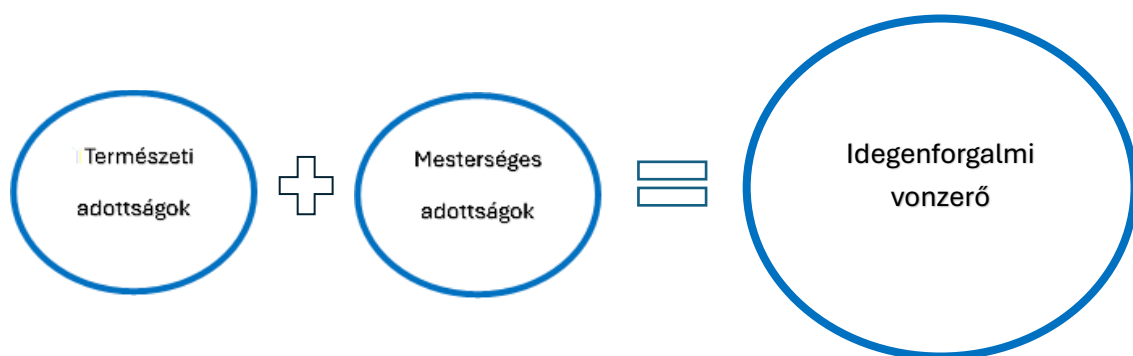 Természeti
adottságok
Mesterséges
adottságok
Idegenforgalmi
vonzerő